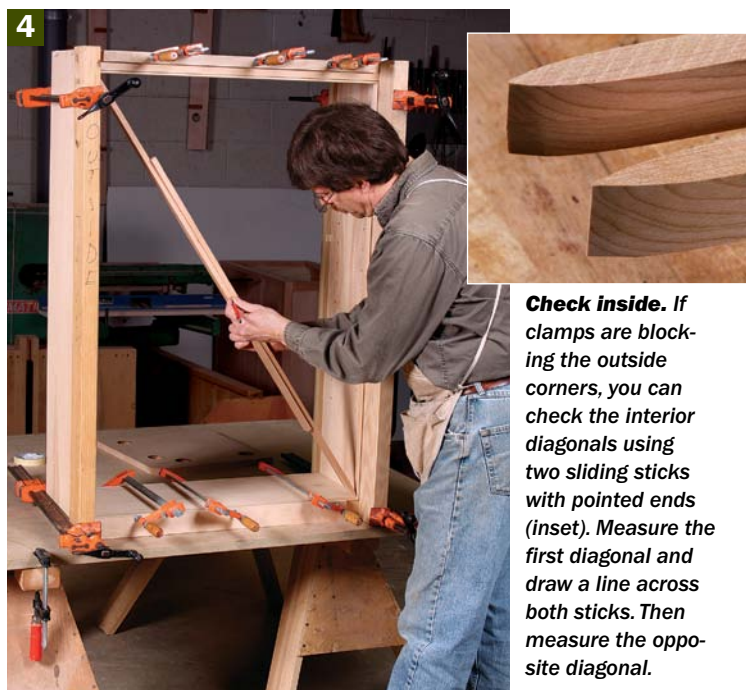 4
OUTSIDE
Check inside. If
clamps are block-
ing the outside
corners, you can
check the interior
diagonals using
two sliding sticks
with pointed ends
(inset). Measure the
first diagonal and
draw a line across
both sticks. Then
measure the oppo-
site diagonal.